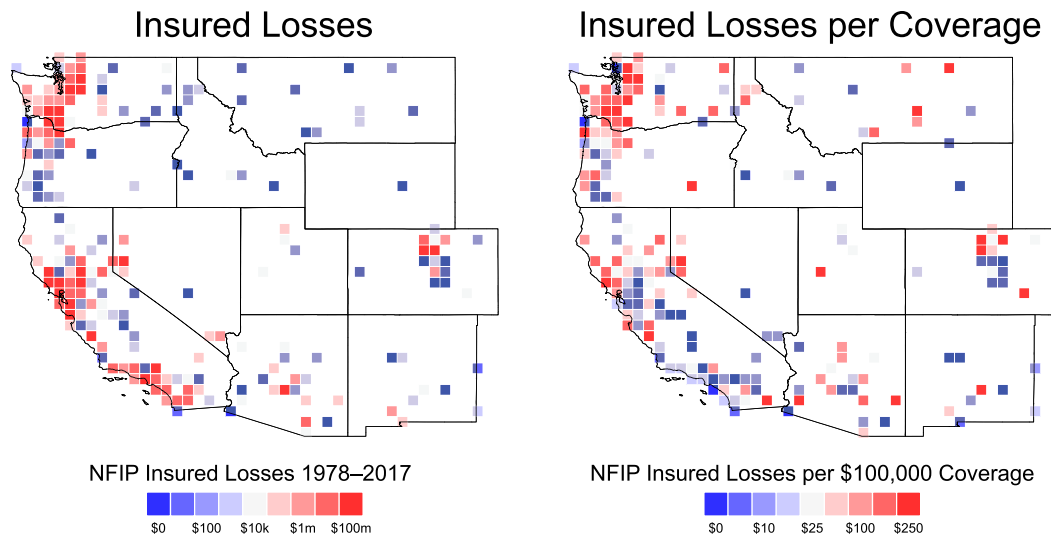 Insured Losses
Insured Losses per Coverage
NFIP Insured Losses 1978–2017
$0 $100 $10k $1m $100m
NFIP Insured Losses per $100,000 Coverage
$0 $10 $25 $100 $250